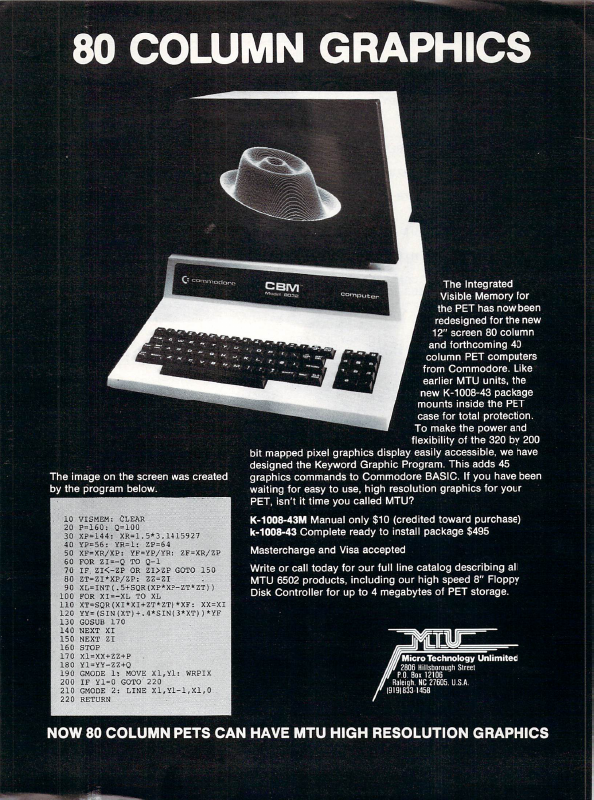 80 COLUMN GRAPHICS
commodore
CBM
Model 8032
computer
The Integrated
Visible Memory for
the PET has now been
redesigned for the new
12" screen 80 column
and forthcoming 40
column PET computers
from Commodore. Like
earlier MTU units, the
new K-1008-43 package
mounts inside the PET
case for total protection.
To make the power and
flexibility of the 320 by 200
bit mapped pixel graphics display easily accessible, we have
designed the Keyword Graphic Program. This adds 45
graphics commands to Commodore BASIC. If you have been
waiting for easy to use, high resolution graphics for your
PET, isn't it time you called MTU?
K-1008-43M Manual only $10 (credited toward purchase)
k-1008-43 Complete ready to install package $495
Mastercharge and Visa accepted
Write or call today for our full line catalog describing all
MTU 6502 products, including our high speed 8" Floppy
Disk Controller for up to 4 megabytes of PET storage.
The image on the screen was created
by the program below.
10 VISMEM: CLEAR
20 P=160: Q=100
30 XP=144: XR=1.5*3.1415927
40 YP=56: YR=1: ZP=64
50 XF=XR/XP: YF=YP/YR: ZF=XR/ZP
60 FOR ZI=-Q TO Q-1
70 IF ZI<-ZP OR ZI>ZP GOTO 150
80 ZT=ZI*XP/ZP: ZZ=ZI
90 XL=INT(.5+SQR(XP*XP-ZT*ZT))
100 FOR XI=-XL TO XL
110 XT=SQR(XI*XI+ZT*ZT)*XF: XX=XI
120 YY=(SIN(XT)+.4*SIN(3*XT))*YF
130 GOSUB 170
140 NEXT XI
150 NEXT ZI
160 STOP
170 X1=XX+ZZ+P
180 Y1=YY-ZZ+Q
190 GMODE 1: MOVE X1,Y1: WRPIX
200 IF Y1=0 GOTO 220
210 GMODE 2: LINE X1,Y1-1,X1,0
220 RETURN
MTU
Micro Technology Unlimited
2806 Hillsborough Street
P.O. Box 12106
Raleigh, NC 27605, U.S.A.
(919) 833-1458
NOW 80 COLUMN PETS CAN HAVE MTU HIGH RESOLUTION GRAPHICS